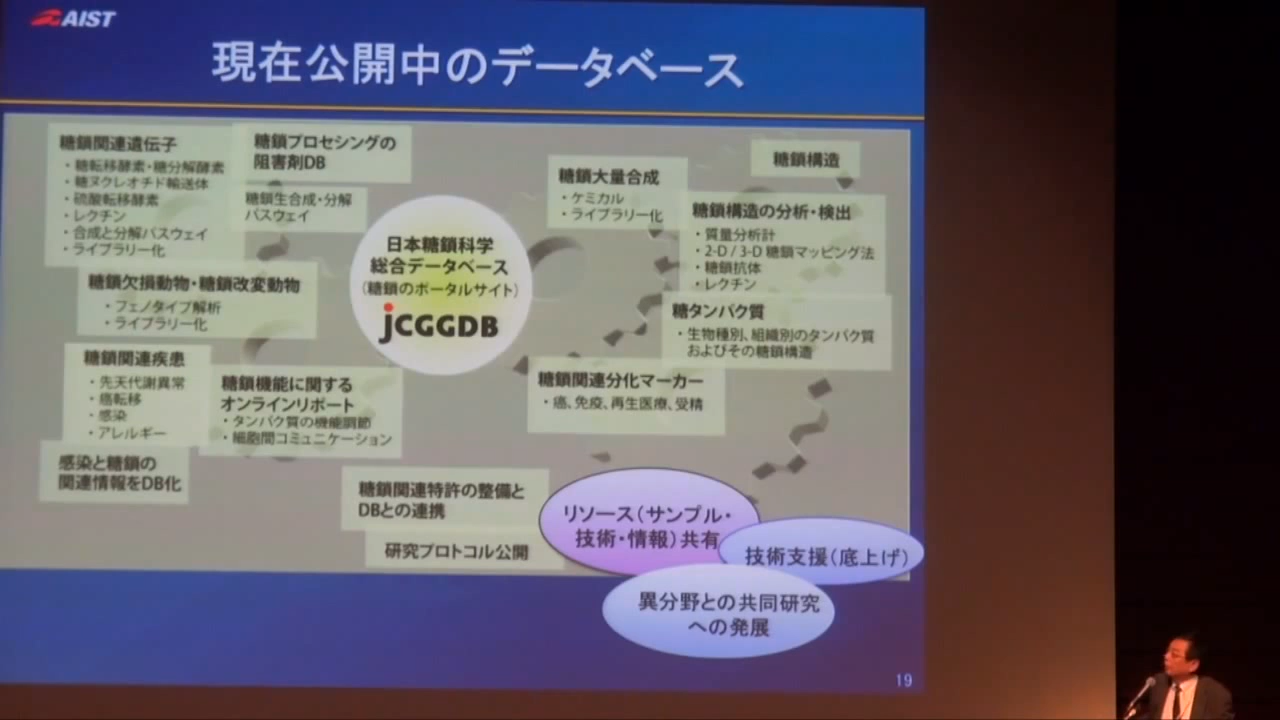 AIST
現在公開中のデータベース
糖鎖関連遺伝子
・糖転移酵素・糖分解酵素
・糖ヌクレオチド輸送体
・硫酸転移酵素
・レクチン
・合成と分解パスウェイ
・ライブラリー化
糖鎖プロセシングの
阻害剤DB
糖鎖生合成・分解
パスウェイ
糖鎖欠損動物・糖鎖改変動物
・フェノタイプ解析
・ライブラリー化
糖鎖関連疾患
・先天代謝異常
・癌転移
・感染
・アレルギー
糖鎖機能に関する
オンラインリポート
・タンパク質の機能調節
・細胞間コミュニケーション
感染と糖鎖の
関連情報をDB化
日本糖鎖科学
総合データベース
(糖鎖のポータルサイト)
jCGGDB
糖鎖大量合成
・ケミカル
・ライブラリー化
糖鎖構造
糖鎖構造の分析・検出
・質量分析計
・2-D / 3-D 糖鎖マッピング法
・糖鎖抗体
・レクチン
糖タンパク質
・生物種別、組織別のタンパク質
およびその糖鎖構造
糖鎖関連分化マーカー
・癌、免疫、再生医療、受精
糖鎖関連特許の整備と
DBとの連携
研究プロトコル公開
リソース(サンプル・
技術・情報)共有
技術支援(底上げ)
異分野との共同研究
への発展
19